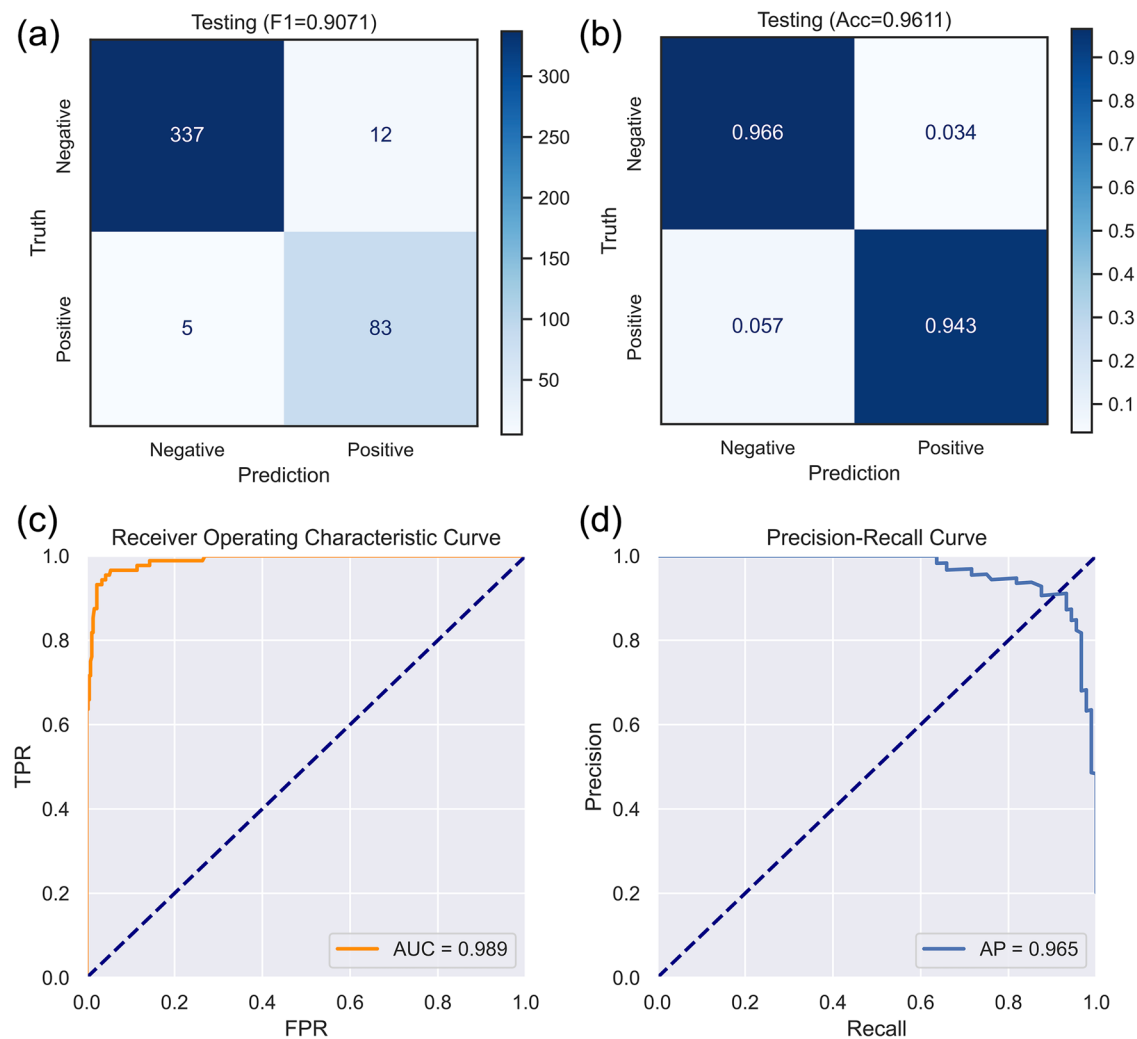 (a)
Testing (F1=0.9071)
Truth
Negative
Positive
337
12
5
83
Negative
Positive
Prediction
300
250
200
150
100
50
(b)
Testing (Acc=0.9611)
Truth
Negative
Positive
0.966
0.034
0.057
0.943
Negative
Positive
Prediction
0.9
0.8
0.7
0.6
0.5
0.4
0.3
0.2
0.1
(c)
Receiver Operating Characteristic Curve
TPR
1.0
0.8
0.6
0.4
0.2
0.0
AUC = 0.989
0.0
0.2
0.4
0.6
0.8
1.0
FPR
(d)
Precision-Recall Curve
Precision
1.0
0.8
0.6
0.4
0.2
0.0
AP = 0.965
0.0
0.2
0.4
0.6
0.8
1.0
Recall